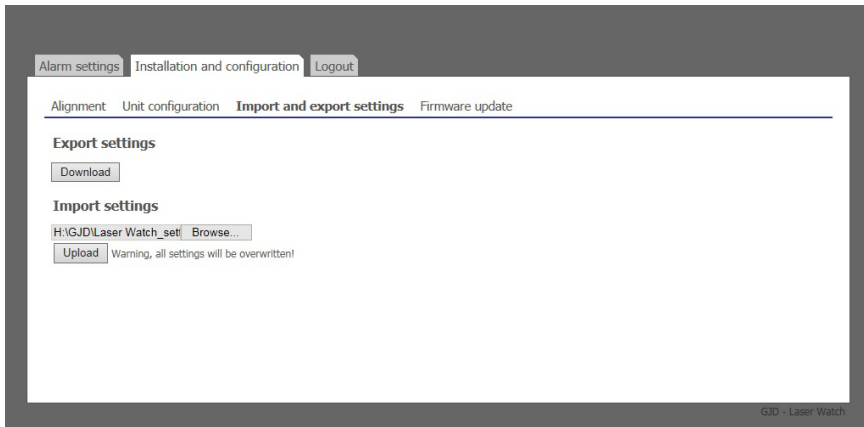 Alarm settings Installation and configuration Logout
Alignment Unit configuration Import and export settings Firmware update
Export settings
Download
Import settings
H:\GJD\Laser Watch_sett Browse...
Upload Warning, all settings will be overwritten!
GJD - Laser Watch